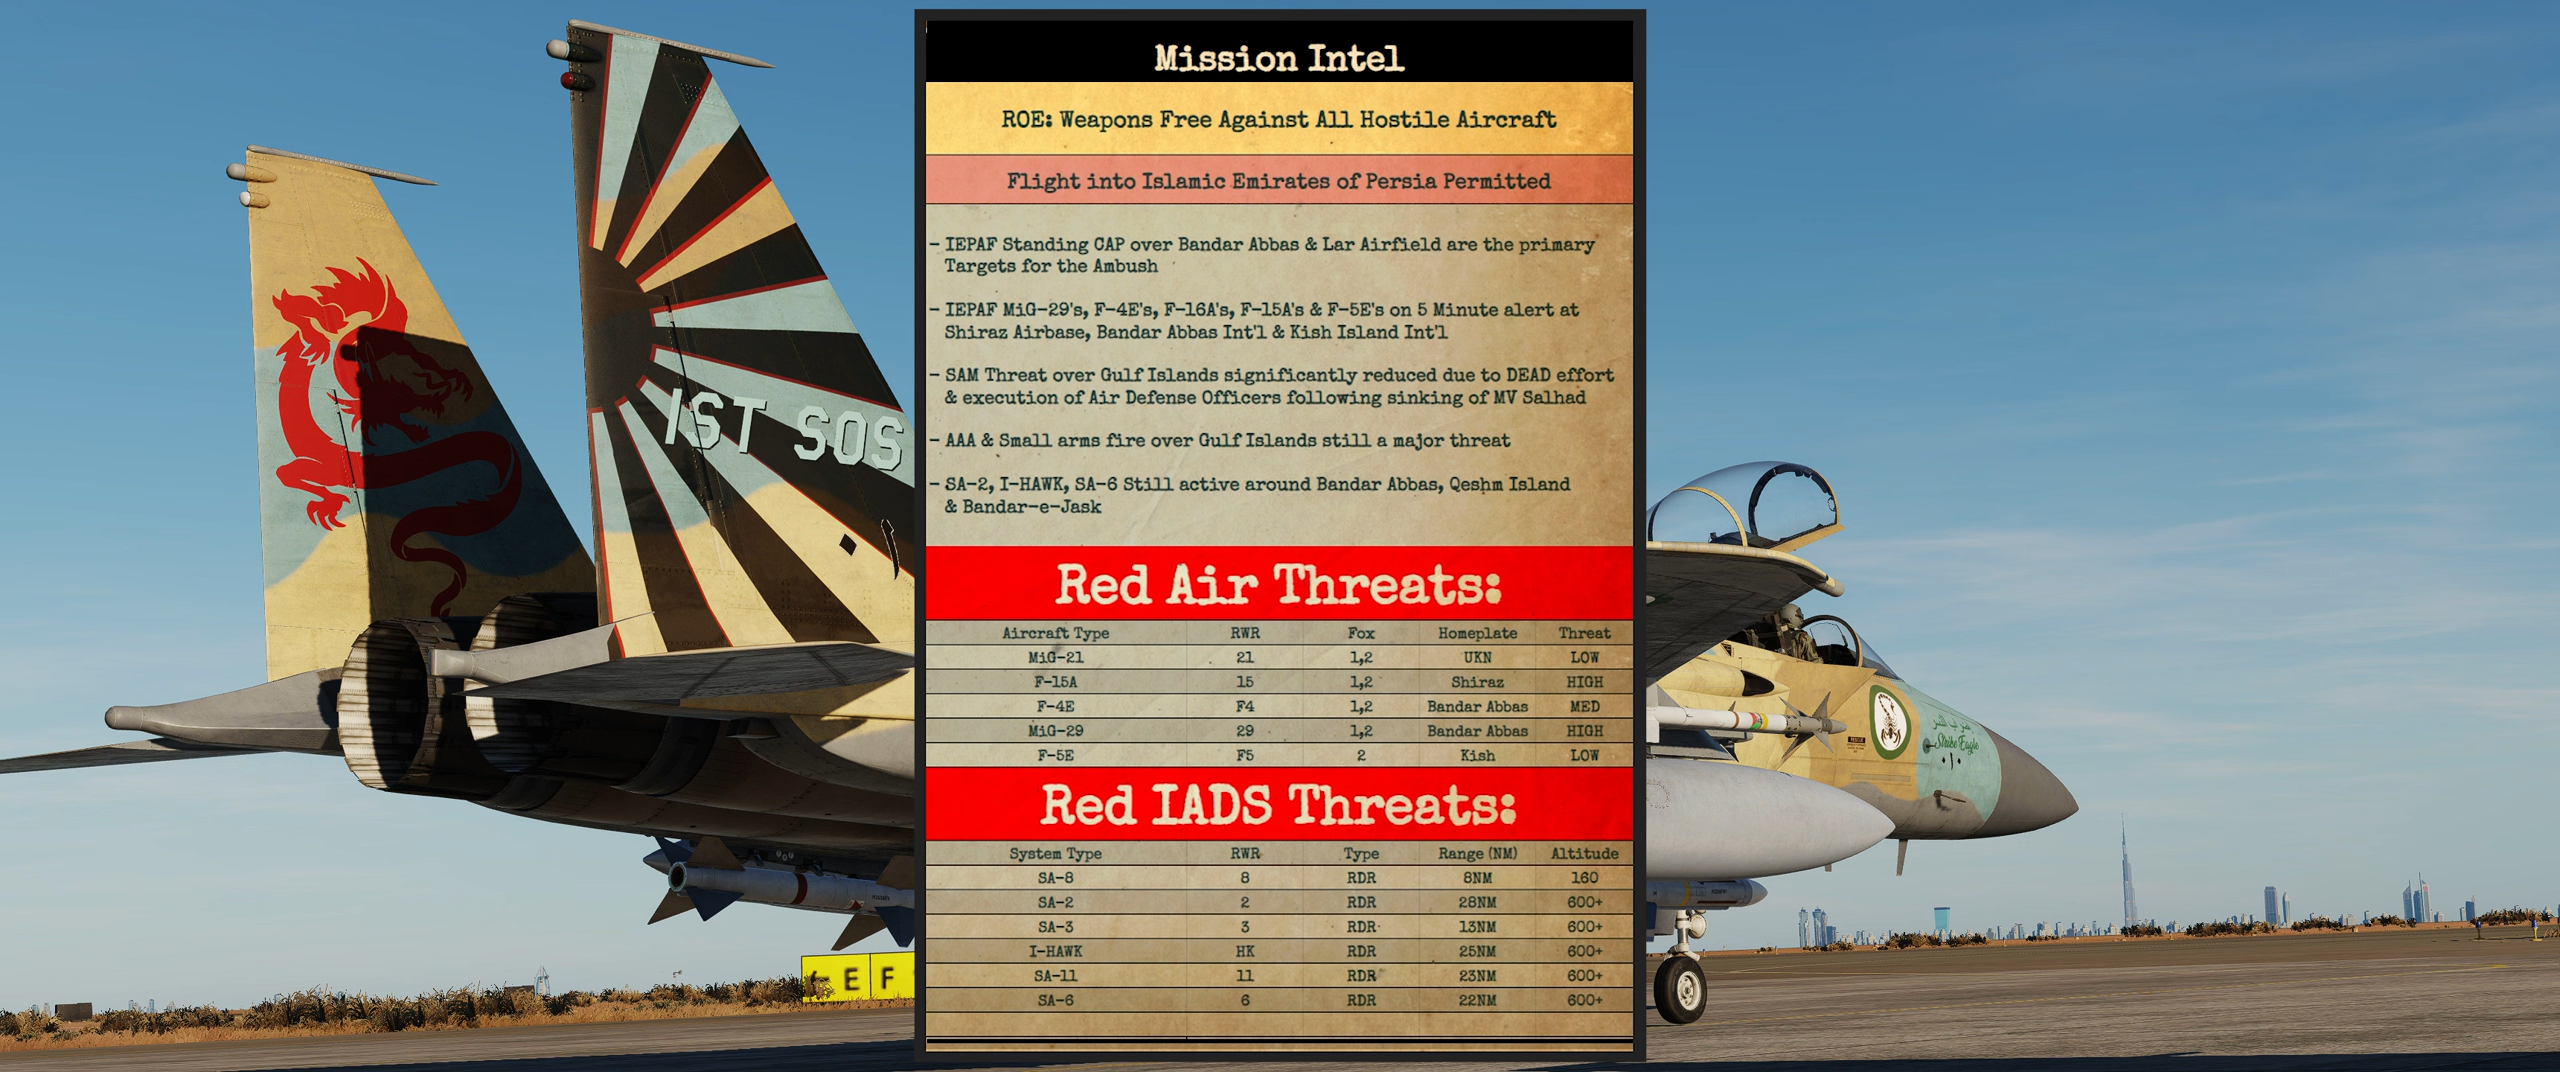 Mission Intel
ROE: Weapons Free Against All Hostile Aircraft
Flight into Islamic Emirates of Persia Permitted
- IEPAF Standing CAP over Bandar Abbas & Lar Airfield are the primary
Targets for the Ambush
- IEPAF MiG-29's, F-4E's, F-16A's, F-15A's & F-5E's on 5 Minute alert at
Shiraz Airbase, Bandar Abbas Int'l & Kish Island Int'l
- SAM Threat over Gulf Islands significantly reduced due to DEAD effort
& execution of Air Defense Officers following sinking of MV Salhad
- AAA & Small arms fire over Gulf Islands still a major threat
- SA-2, I-HAWK, SA-6 Still active around Bandar Abbas, Qeshm Island
& Bandar-e-Jask
Red Air Threats:
Aircraft Type RWR Fox Homeplate Threat
MiG-21 21 1,2 UKN LOW
F-15A 15 1,2 Shiraz HIGH
F-4E F4 1,2 Bandar Abbas MED
MiG-29 29 1,2 Bandar Abbas HIGH
F-5E F5 2 Kish LOW
Red IADS Threats:
System Type RWR Type Range (NM) Altitude
SA-8 8 RDR 8NM 160
SA-2 2 RDR 28NM 600+
SA-3 3 RDR 13NM 600+
I-HAWK HK RDR 25NM 600+
SA-11 11 RDR 23NM 600+
SA-6 6 RDR 22NM 600+
1ST SOS
E F
Strike Eagle